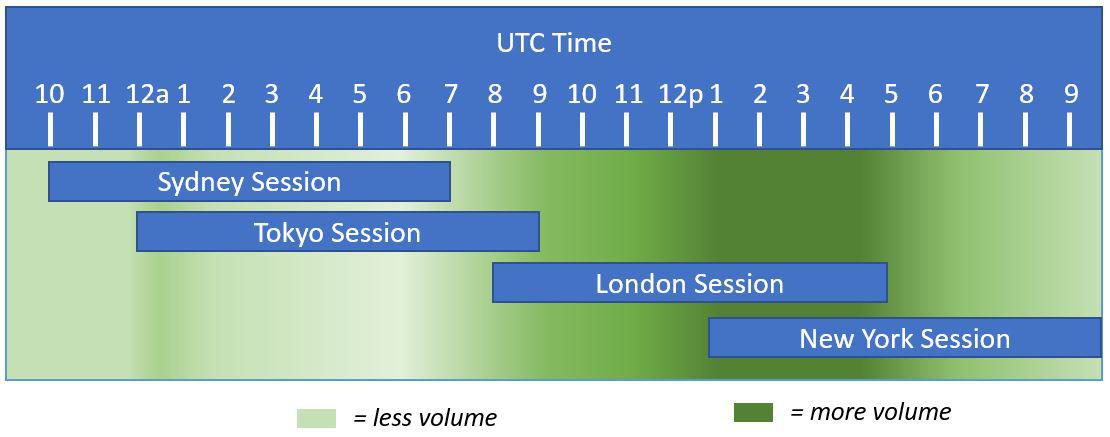 UTC Time
10 11 12a 1 2 3 4 5 6 7 8 9 10 11 12p 1 2 3 4 5 6 7 8 9
Sydney Session
Tokyo Session
London Session
New York Session
= less volume = more volume